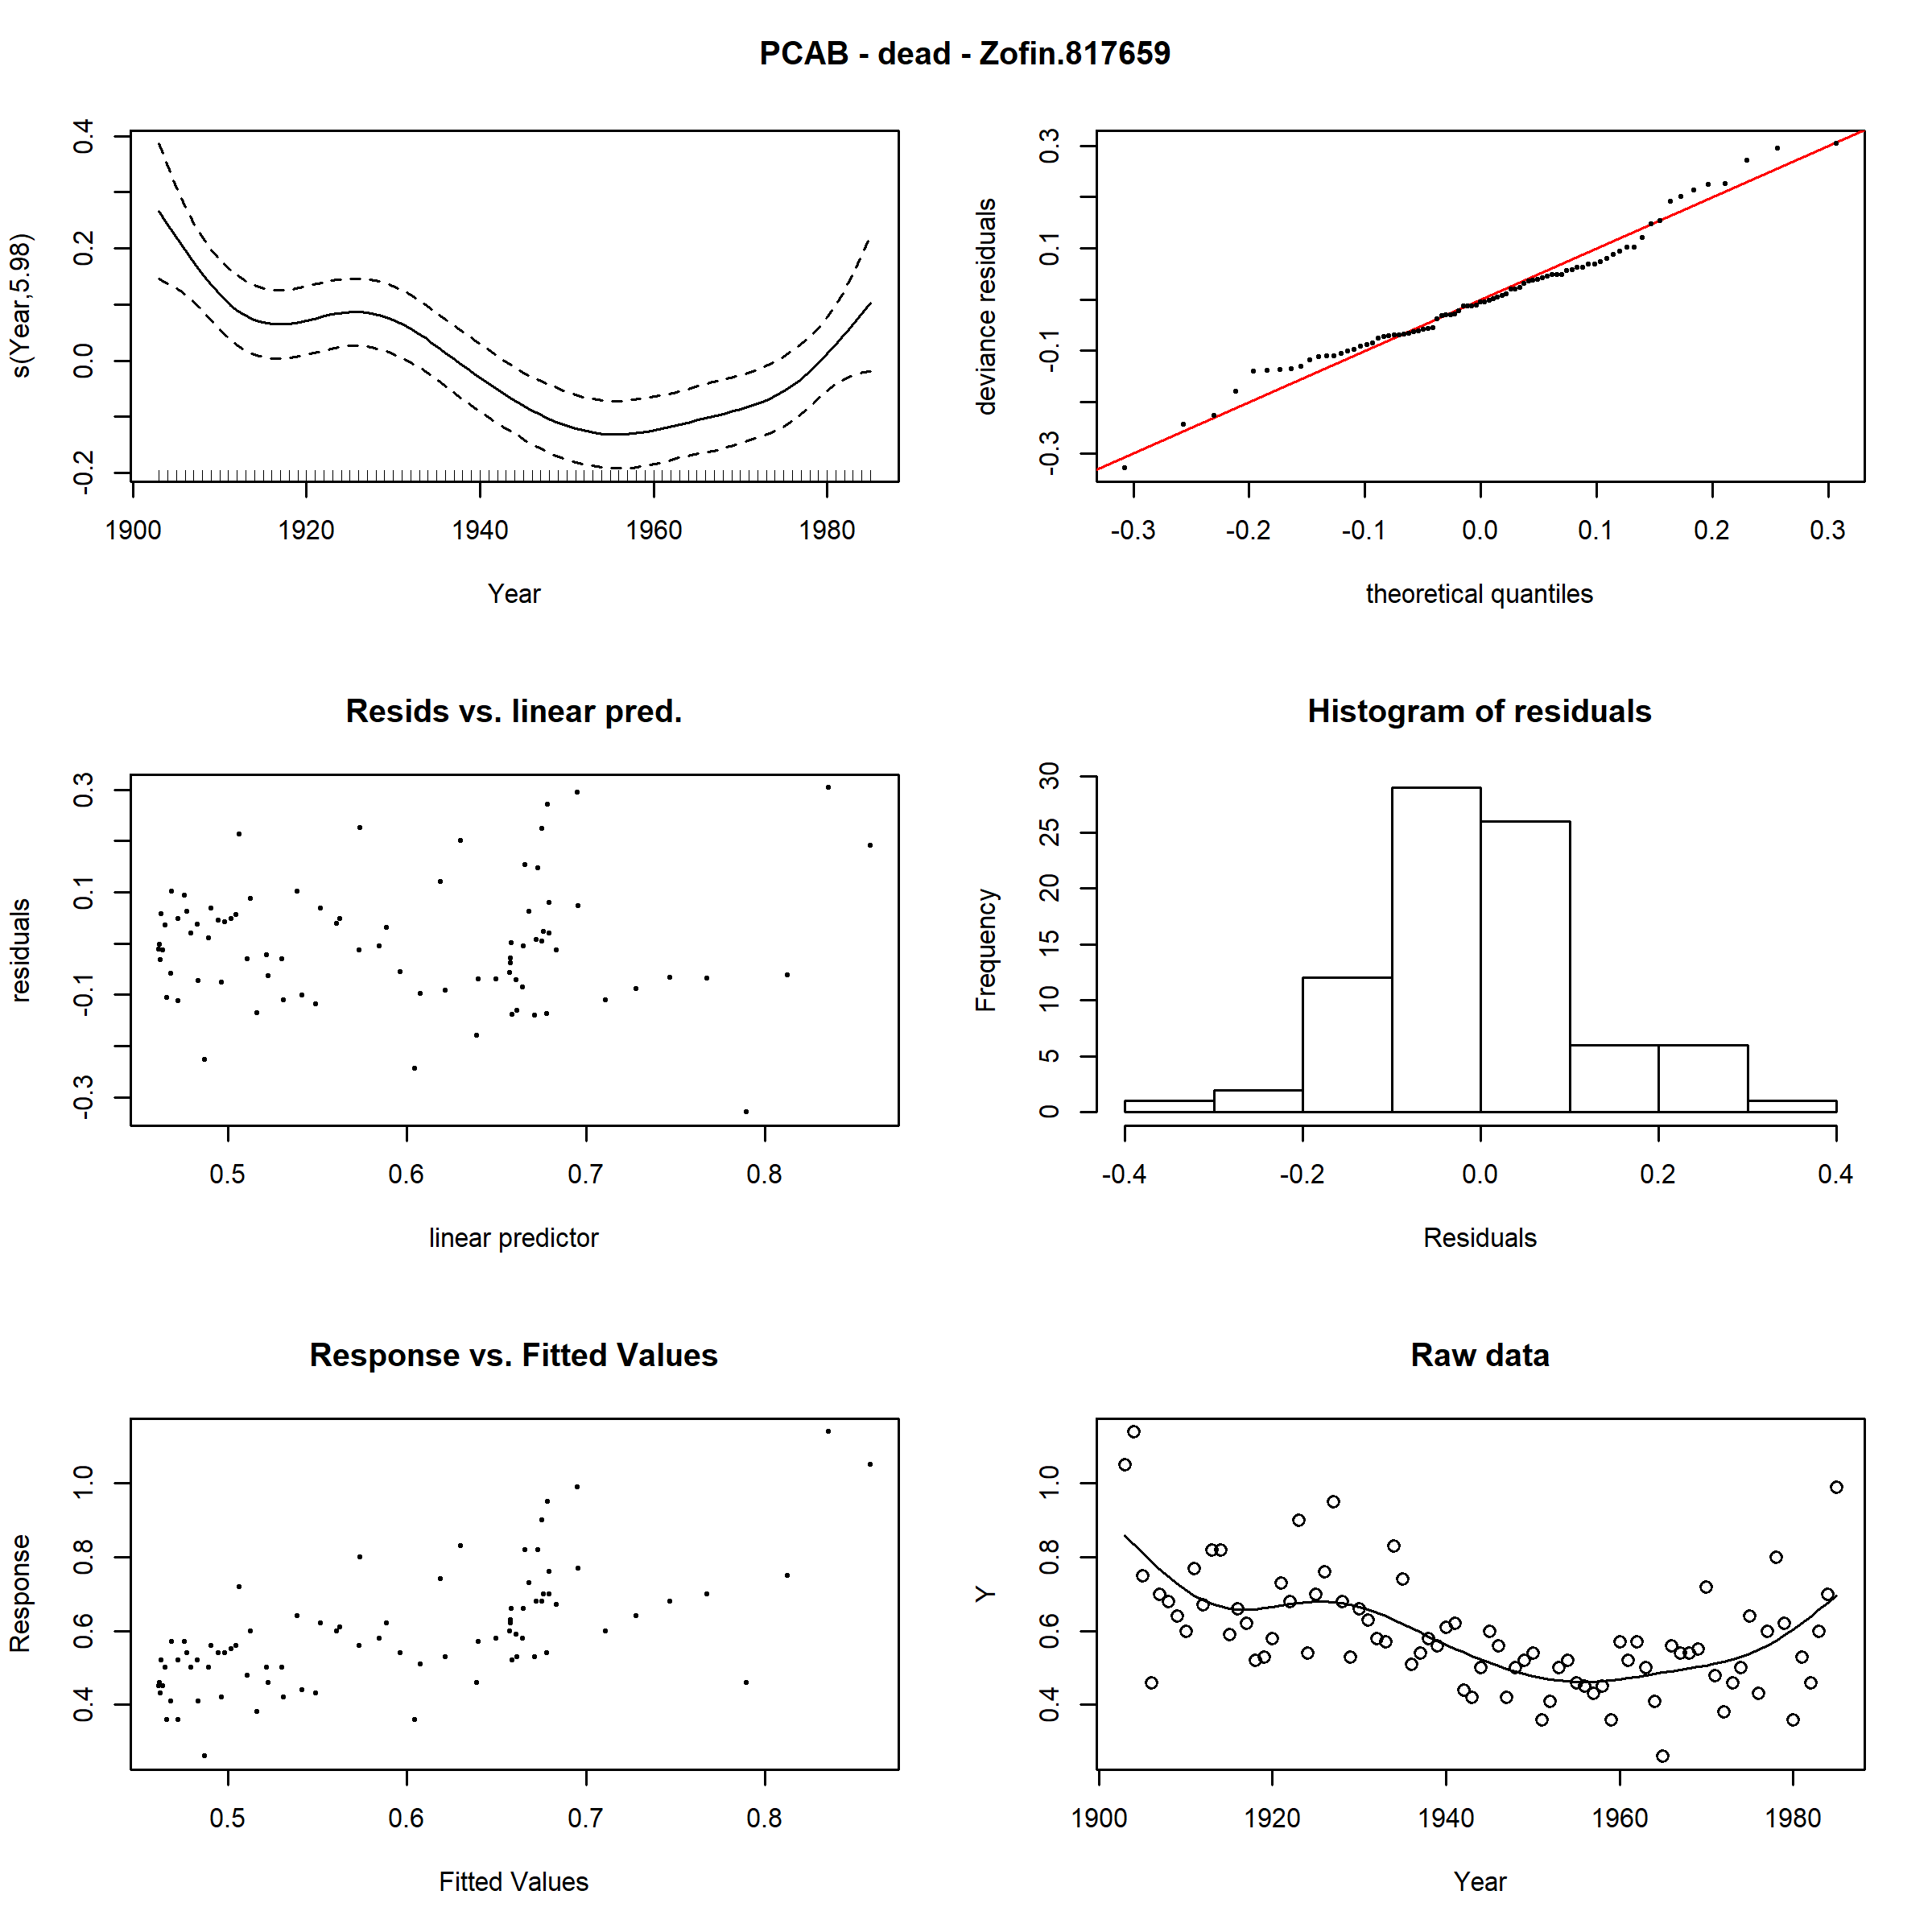 PCAB - dead - Zofin.817659
s(Year,5.98)
-0.2 0.0 0.2 0.4
1900 1920 1940 1960 1980
Year
deviance residuals
-0.3 -0.1 0.1 0.3
-0.3 -0.2 -0.1 0.0 0.1 0.2 0.3
theoretical quantiles
Resids vs. linear pred.
residuals
-0.3 -0.1 0.1 0.3
0.5 0.6 0.7 0.8
linear predictor
Histogram of residuals
Frequency
0 5 10 15 20 25 30
-0.4 -0.2 0.0 0.2 0.4
Residuals
Response vs. Fitted Values
Response
0.4 0.6 0.8 1.0
0.5 0.6 0.7 0.8
Fitted Values
Raw data
Y
0.4 0.6 0.8 1.0
1900 1920 1940 1960 1980
Year